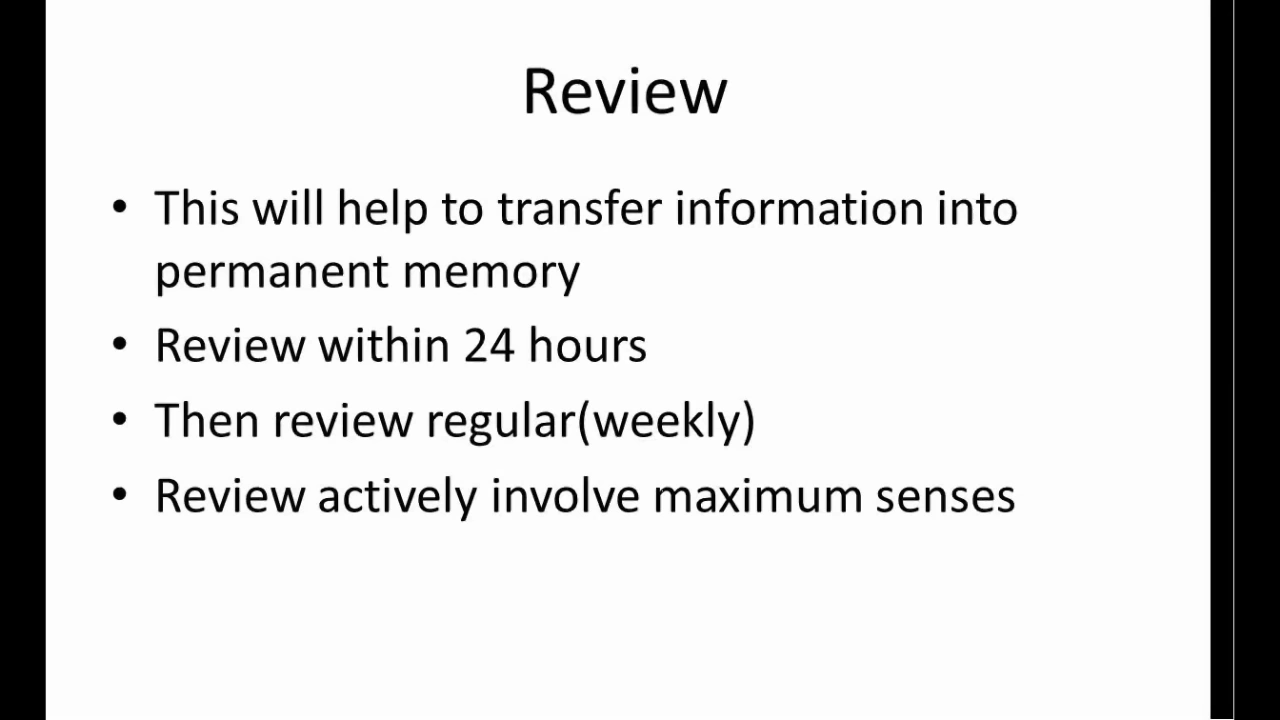 Review
• This will help to transfer information into
permanent memory
• Review within 24 hours
• Then review regular(weekly)
• Review actively involve maximum senses